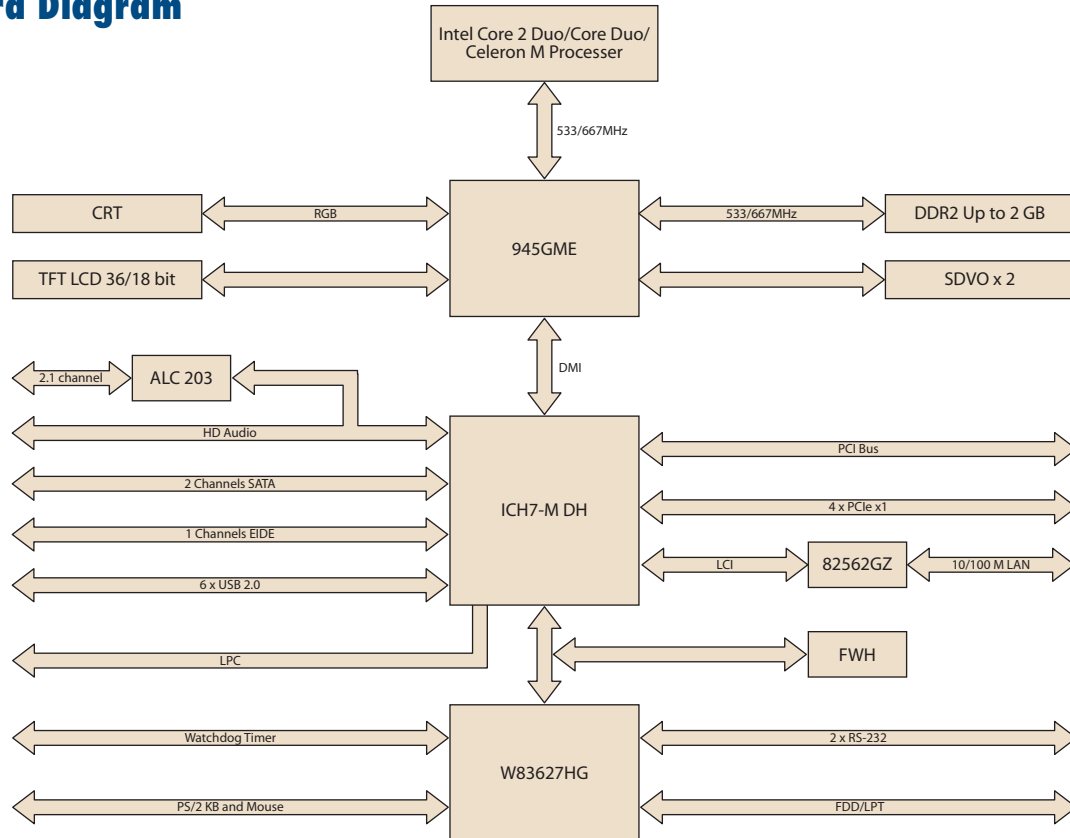 Diagram
Intel Core 2 Duo/Core Duo/
Celeron M Processer
533/667MHz
CRT
RGB
945GME
533/667MHz
DDR2 Up to 2 GB
TFT LCD 36/18 bit
SDVO x 2
DMI
2.1 channel
ALC 203
HD Audio
PCI Bus
2 Channels SATA
ICH7-M DH
4 x PCIe x1
1 Channels EIDE
LCI
82562GZ
10/100 M LAN
6 x USB 2.0
LPC
FWH
Watchdog Timer
2 x RS-232
W83627HG
PS/2 KB and Mouse
FDD/LPT